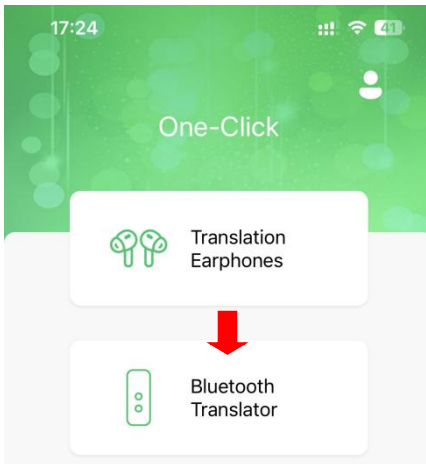 17:24
41
One-Click
Translation
Earphones
Bluetooth
Translator